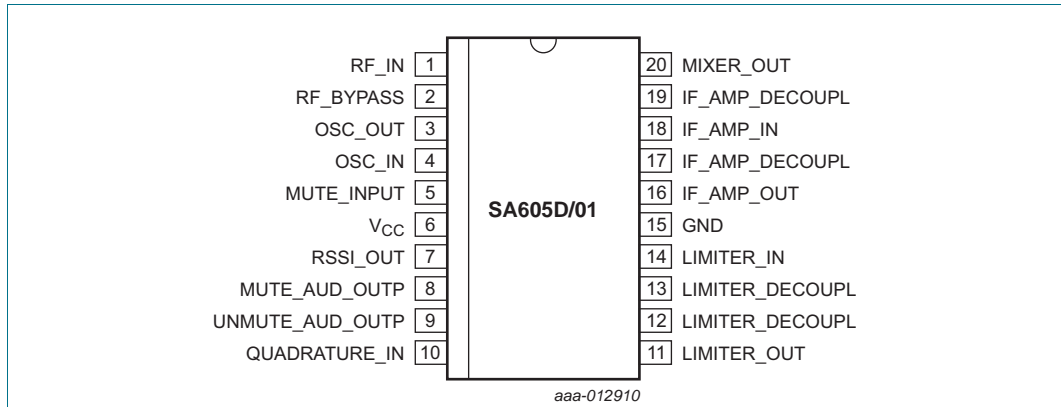 RF_IN 1
RF_BYPASS 2
OSC_OUT 3
OSC_IN 4
MUTE_INPUT 5
VCC 6
RSSI_OUT 7
MUTE_AUD_OUTP 8
UNMUTE_AUD_OUTP 9
QUADRATURE_IN 10
SA605D/01
20 MIXER_OUT
19 IF_AMP_DECOUPL
18 IF_AMP_IN
17 IF_AMP_DECOUPL
16 IF_AMP_OUT
15 GND
14 LIMITER_IN
13 LIMITER_DECOUPL
12 LIMITER_DECOUPL
11 LIMITER_OUT
aaa-012910